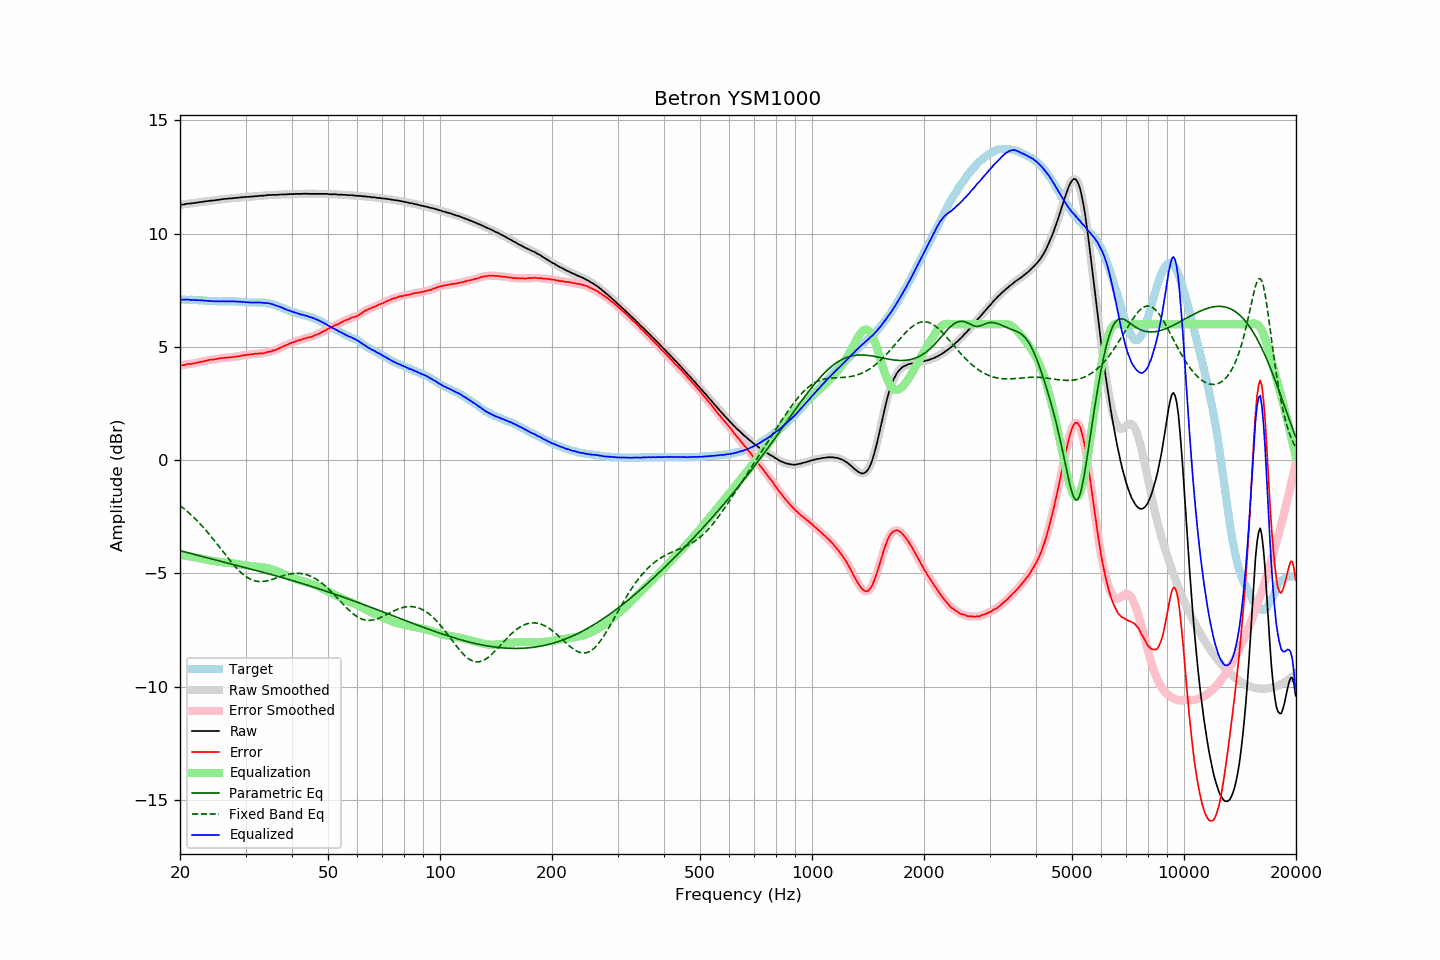 Betron YSM1000
15
10
5
0
−5
−10
−15
Amplitude (dBr)
Target
Raw Smoothed
Error Smoothed
Raw
Error
Equalization
Parametric Eq
Fixed Band Eq
Equalized
20 50 100 200 500 1000 2000 5000 10000 20000
Frequency (Hz)